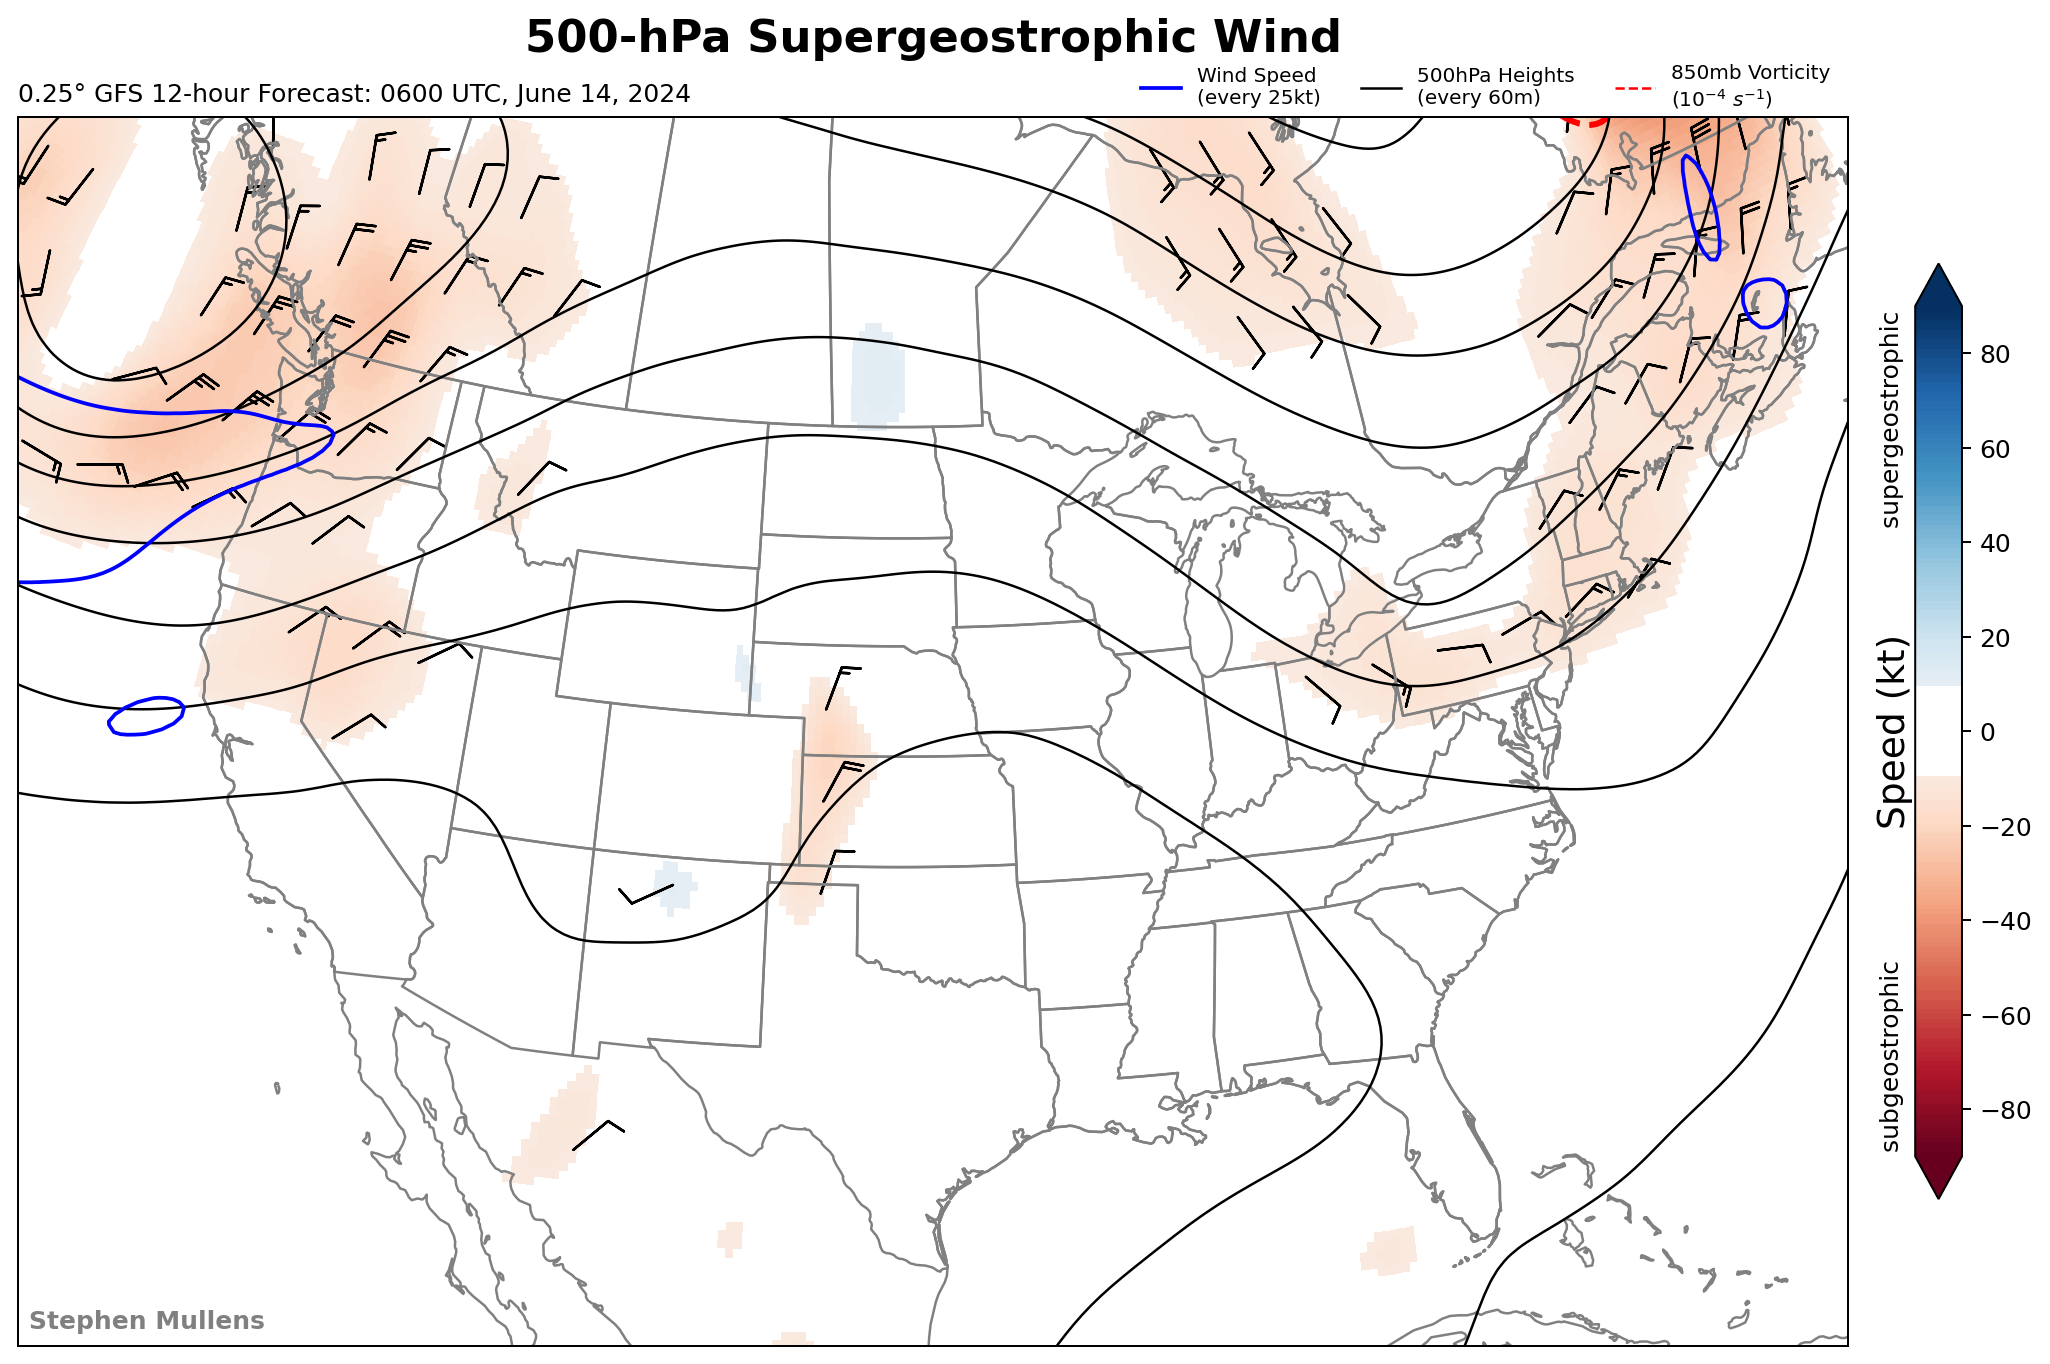 500-hPa Supergeostrophic Wind
0.25° GFS 12-hour Forecast: 0600 UTC, June 14, 2024
Wind Speed
(every 25kt)
500hPa Heights
(every 60m)
850mb Vorticity
(10⁻⁴ s⁻¹)
supergeostrophic
Speed (kt)
subgeostrophic
80
60
40
20
0
−20
−40
−60
−80
Stephen Mullens